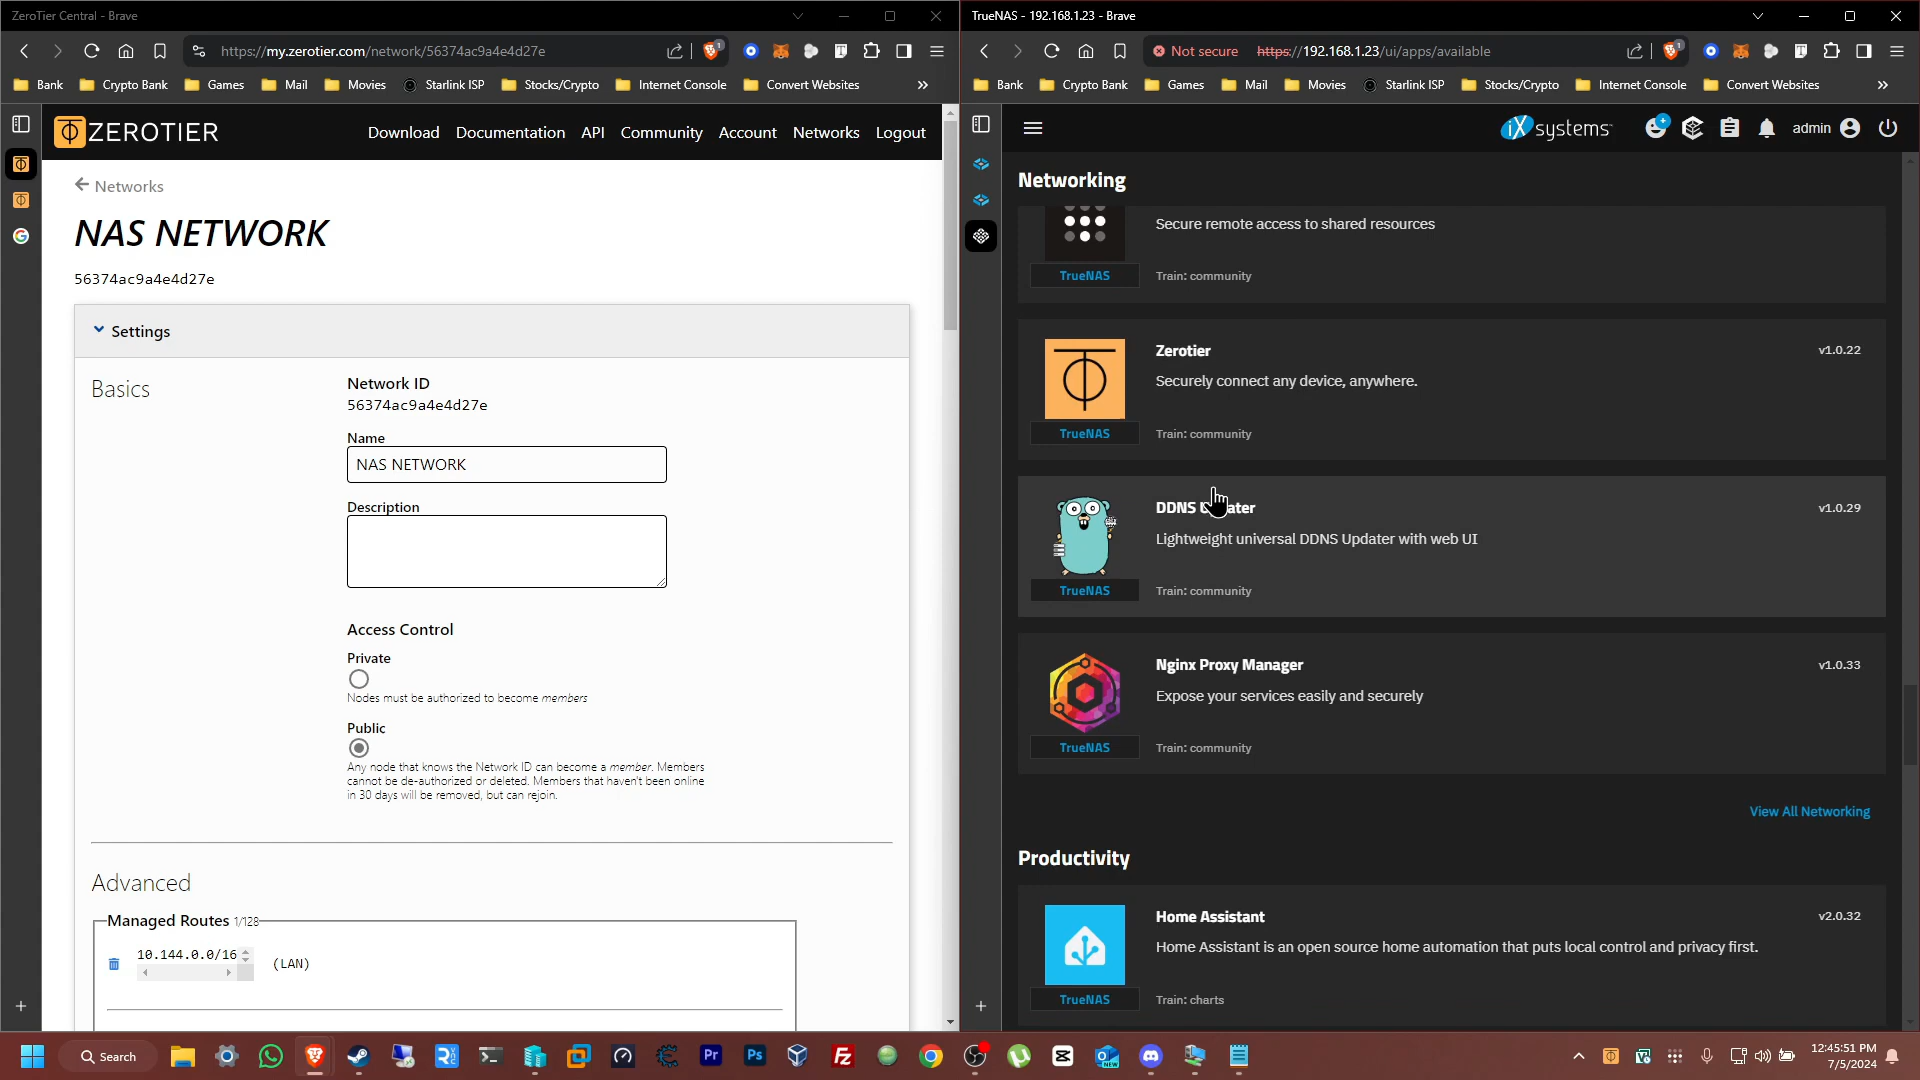 ZeroTier Central - Brave
https://my.zerotier.com/network/56374ac9a4e4d27e
1
Bank
Crypto Bank
Games
Mail
Movies
Starlink ISP
Stocks/Crypto
Internet Console
Convert Websites
»
ZEROTIER
Download
Documentation
API
Community
Account
Networks
Logout
Networks
NAS NETWORK
56374ac9a4e4d27e
Settings
Basics
Network ID
56374ac9a4e4d27e
Name
NAS NETWORK
Description
Access Control
Private
Nodes must be authorized to become members
Public
Any node that knows the Network ID can become a member. Members
cannot be de-authorized or deleted. Members that haven't been online
in 30 days will be removed, but can rejoin.
Advanced
Managed Routes 1/128
10.144.0.0/16
(LAN)
TrueNAS - 192.168.1.23 - Brave
Not secure
https://192.168.1.23/ui/apps/available
1
Bank
Crypto Bank
Games
Mail
Movies
Starlink ISP
Stocks/Crypto
Internet Console
Convert Websites
»
iXsystems
admin
Networking
Secure remote access to shared resources
TrueNAS
Train: community
Zerotier
v1.0.22
Securely connect any device, anywhere.
TrueNAS
Train: community
DDNS Updater
v1.0.29
Lightweight universal DDNS Updater with web UI
TrueNAS
Train: community
Nginx Proxy Manager
v1.0.33
Expose your services easily and securely
TrueNAS
Train: community
View All Networking
Productivity
Home Assistant
v2.0.32
Home Assistant is an open source home automation that puts local control and privacy first.
TrueNAS
Train: charts
Search
Pr
Ps
Fz
NEW
12:45:51 PM
7/5/2024